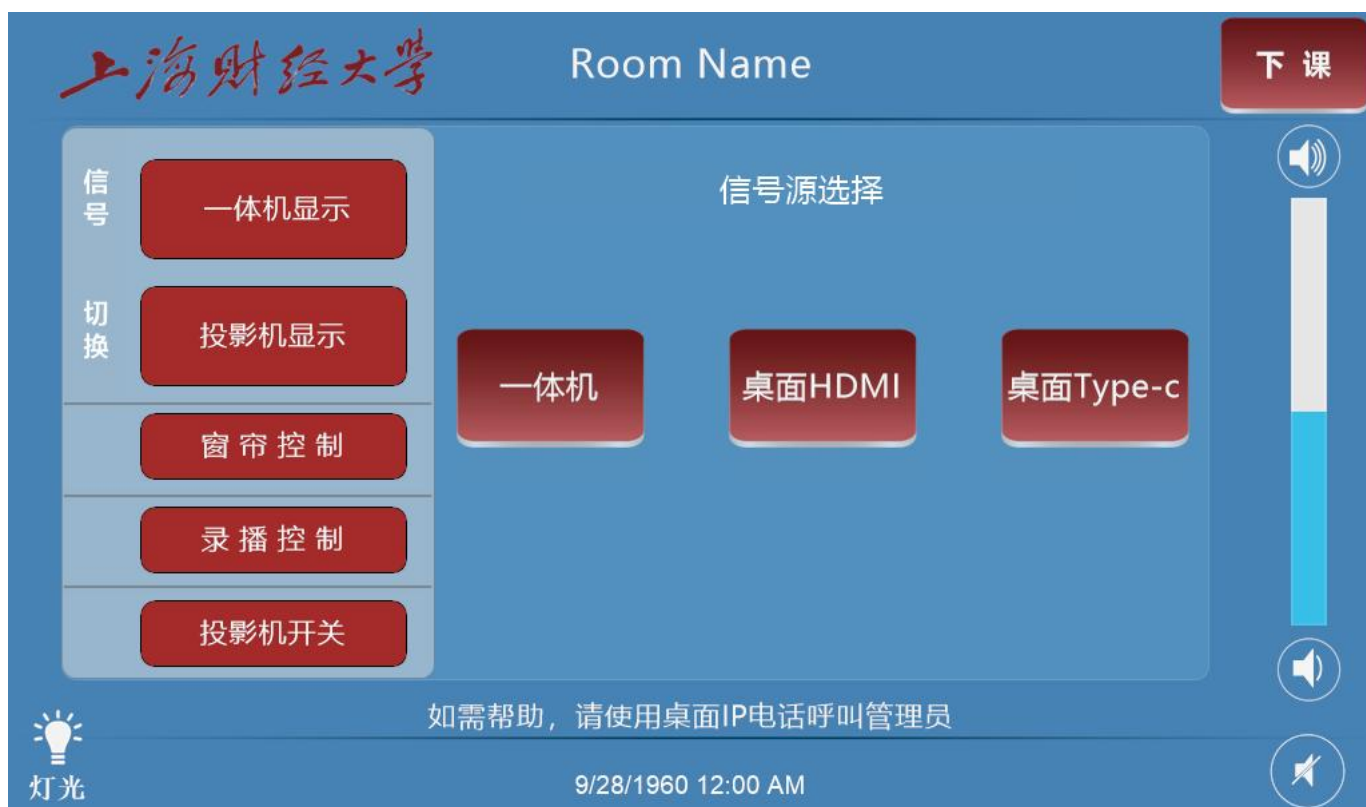 上海财经大学
Room Name
下 课
信号
切换
一体机显示
投影机显示
窗 帘 控 制
录 播 控 制
投影机开关
信号源选择
一体机
桌面HDMI
桌面Type-c
如需帮助，请使用桌面IP电话呼叫管理员
灯光
9/28/1960 12:00 AM